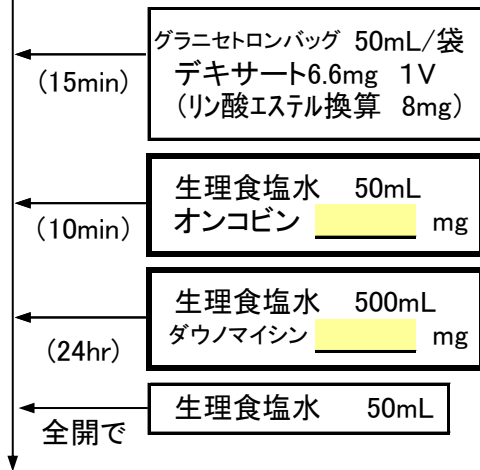 グラニセトロンバッグ 50mL/袋
デキサート6.6mg 1V
(リン酸エステル換算 8mg)
(15min)
生理食塩水 50mL
オンコビン mg
(10min)
生理食塩水 500mL
ダウノマイシン mg
(24hr)
生理食塩水 50mL
全開で